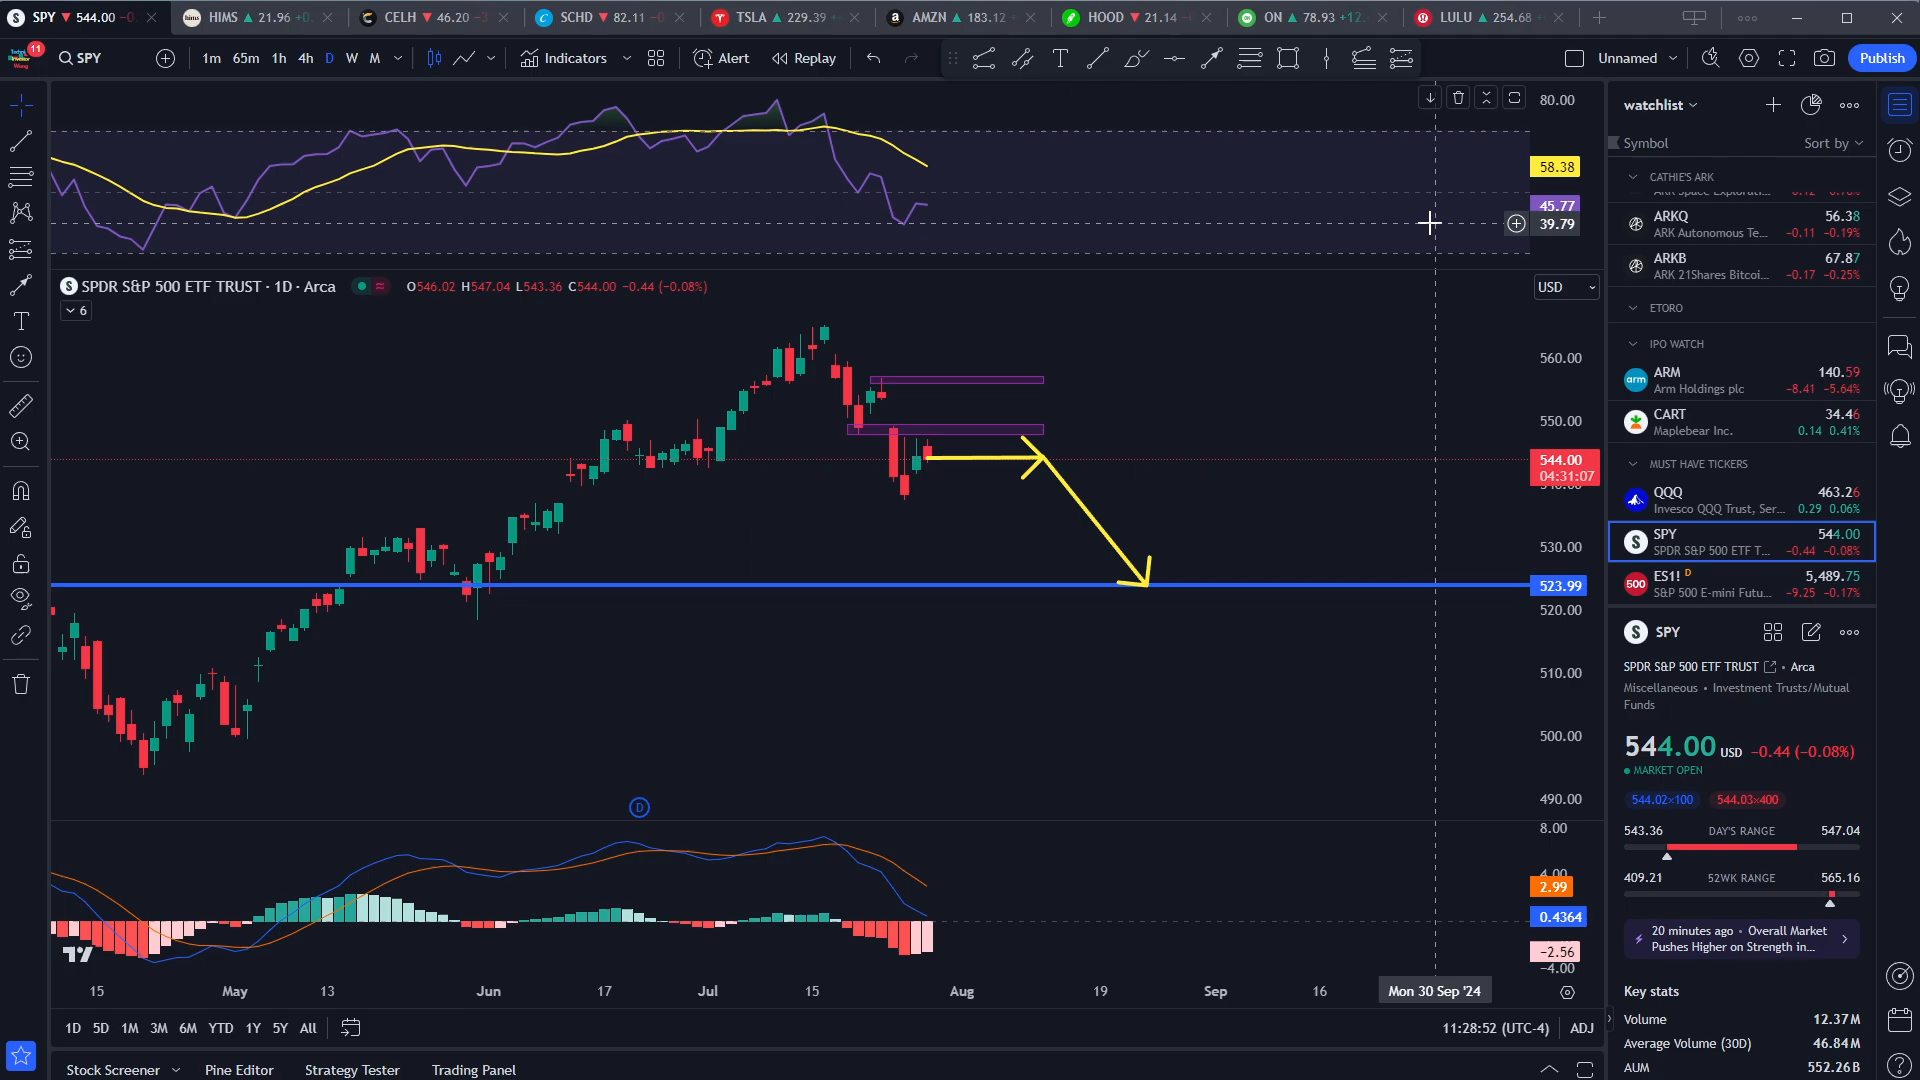 SPY 544.00
HIMS 21.96
CELH 46.20
SCHD 82.11
TSLA 229.39
AMZN 183.12
HOOD 21.14
ON 78.93 +12.
LULU 254.68
11
SPY
1m 65m 1h 4h D W M
Indicators
Alert
Replay
Unnamed
Publish
80.00
58.38
45.77
39.79
SPDR S&P 500 ETF TRUST · 1D · Arca
O546.02 H547.04 L543.36 C544.00 −0.44 (−0.08%)
USD
6
560.00
550.00
544.00
04:31:07
530.00
523.99
520.00
510.00
500.00
490.00
D
8.00
4.00
2.99
0.4364
−2.56
−4.00
15 May 13 Jun 17 Jul 15 Aug 19 Sep 16 Mon 30 Sep '24
1D 5D 1M 3M 6M YTD 1Y 5Y All
11:28:52 (UTC-4) ADJ
Stock Screener Pine Editor Strategy Tester Trading Panel
watchlist
Symbol Sort by
CATHIE'S ARK
ARKQ 56.38
ARK Autonomous Te... −0.11 −0.19%
ARKB 67.87
ARK 21Shares Bitcoi... −0.17 −0.25%
ETORO
IPO WATCH
arm
ARM 140.59
Arm Holdings plc −8.41 −5.64%
CART 34.46
Maplebear Inc. 0.14 0.41%
MUST HAVE TICKERS
QQQ 463.26
Invesco QQQ Trust, Ser... 0.29 0.06%
S
SPY 544.00
SPDR S&P 500 ETF T... −0.44 −0.08%
500
ES1! D 5,489.75
S&P 500 E-mini Futu... −9.25 −0.17%
S
SPY
SPDR S&P 500 ETF TRUST • Arca
Miscellaneous • Investment Trusts/Mutual
Funds
544.00 USD −0.44 (−0.08%)
MARKET OPEN
544.02×100 544.03×400
543.36 DAY'S RANGE 547.04
409.21 52WK RANGE 565.16
20 minutes ago • Overall Market
Pushes Higher on Strength in...
Key stats
Volume 12.37M
Average Volume (30D) 46.84M
AUM 552.26B